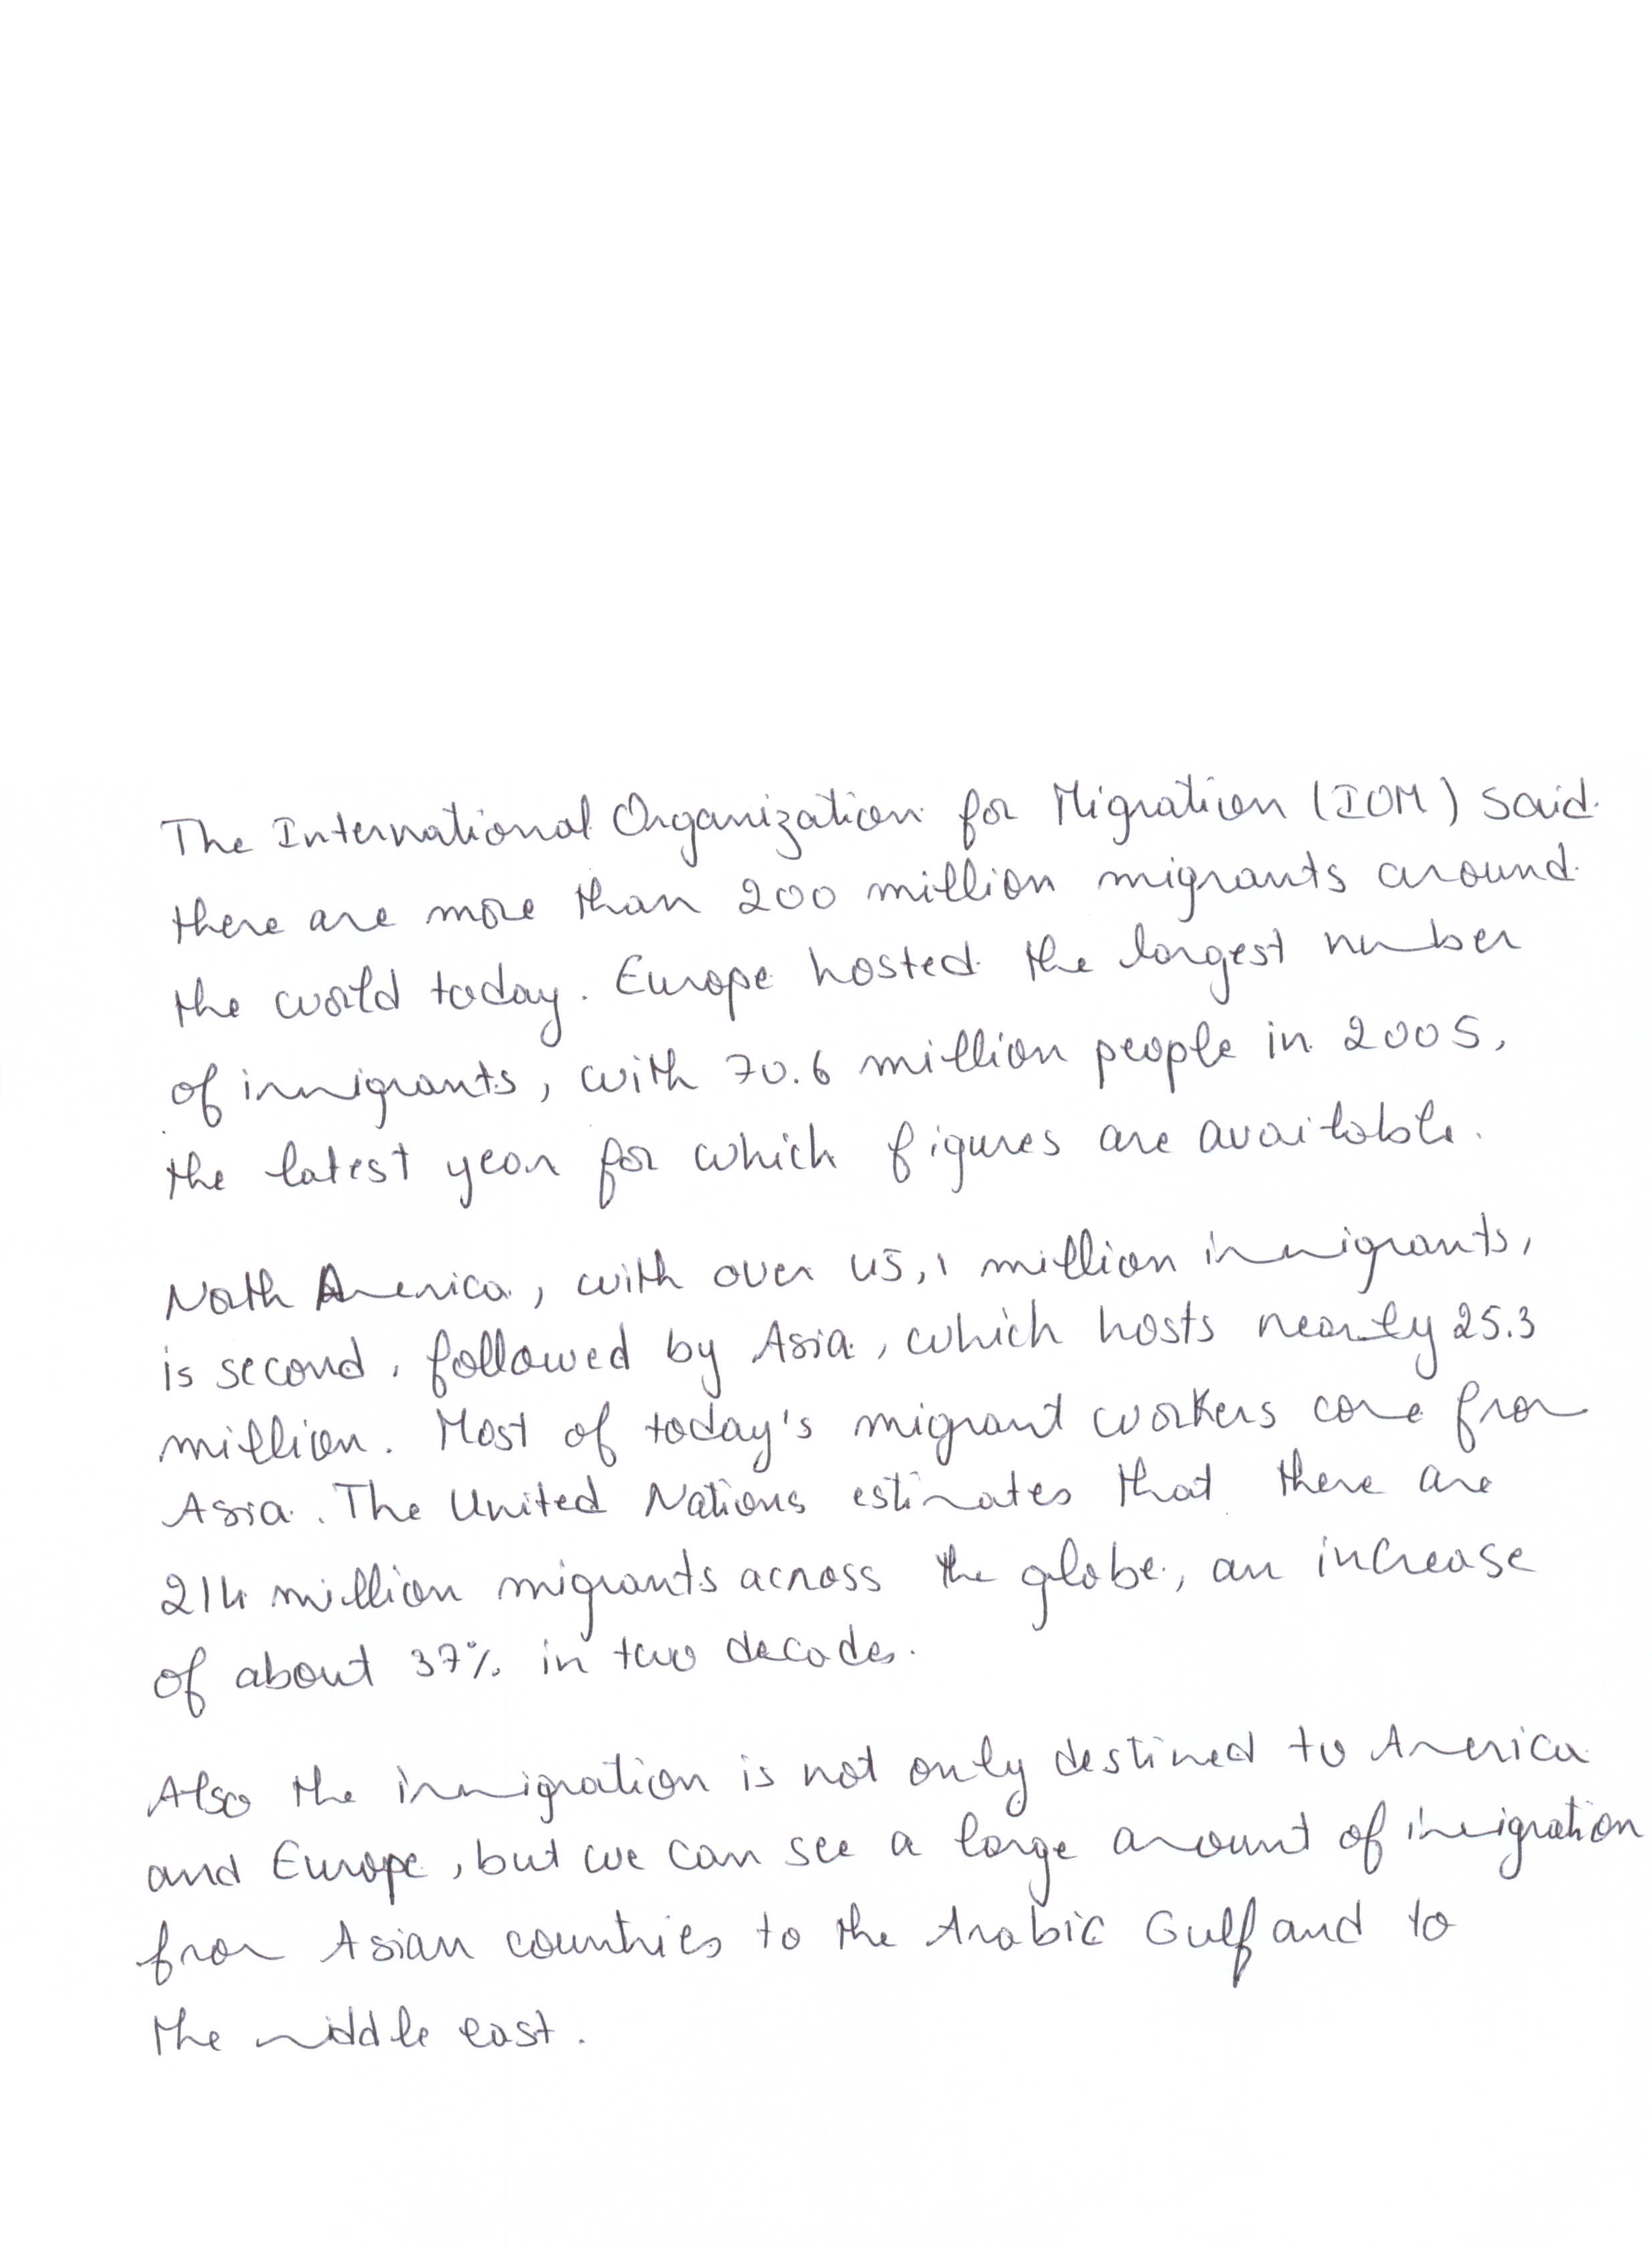 The International Organization for Migration (IOM) said
there are more than 200 million migrants around
the world today. Europe hosted the largest number
of immigrants, with 70.6 million people in 2005,
the latest year for which figures are available.
North America, with over 45,1 million immigrants,
is second, followed by Asia, which hosts nearly 25.3
million. Most of today's migrant workers come from
Asia. The United Nations estimates that there are
214 million migrants across the globe, an increase
of about 37% in two decades.
Also the immigration is not only destined to America
and Europe, but we can see a large amount of immigration
from Asian countries to the Arabic Gulf and to
the middle east.